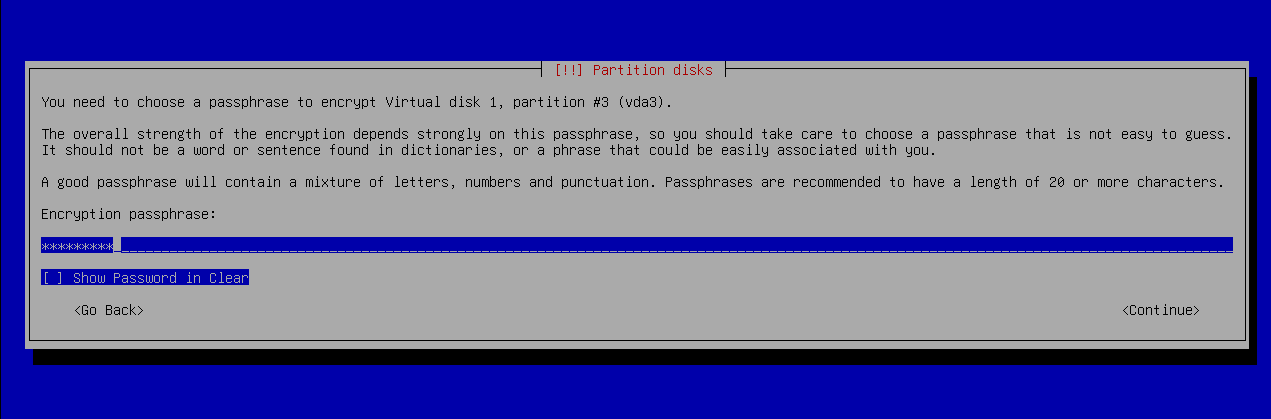 [!!] Partition disks
You need to choose a passphrase to encrypt Virtual disk 1, partition #3 (vda3).
The overall strength of the encryption depends strongly on this passphrase, so you should take care to choose a passphrase that is not easy to guess.
It should not be a word or sentence found in dictionaries, or a phrase that could be easily associated with you.
A good passphrase will contain a mixture of letters, numbers and punctuation. Passphrases are recommended to have a length of 20 or more characters.
Encryption passphrase:
*********
[ ] Show Password in Clear
<Go Back> <Continue>